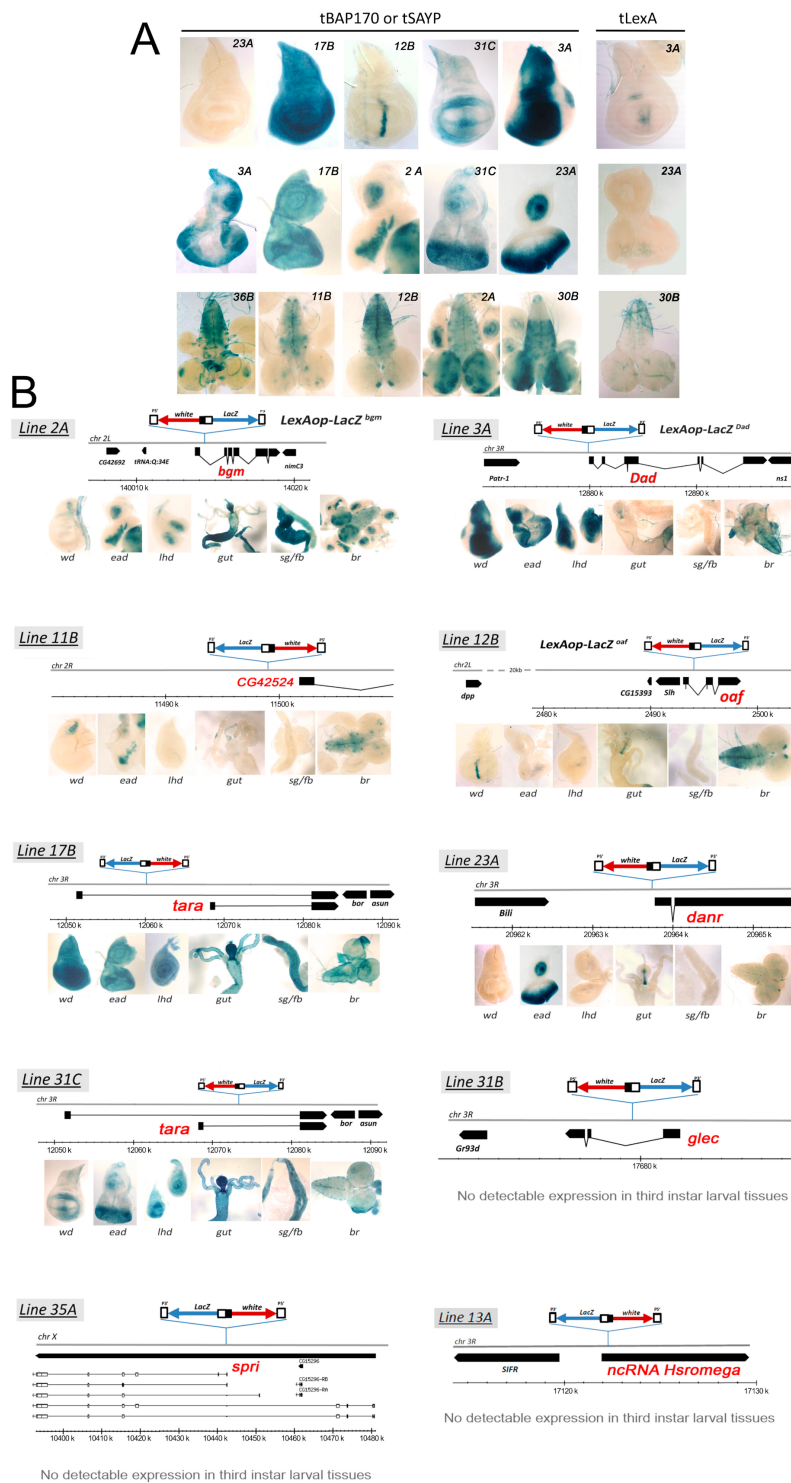 A
tBAP170 or tSAYP
tLexA
23A 17B 12B 31C 3A 3A
3A 17B 2 A 31C 23A 23A
36B 11B 12B 2A 30B 30B
B
Line 2A
white LacZ
LexAop-LacZ bgm
chr 2L
CG42692 tRNA:Q:34E bgm nimC3
140010 k 14020 k
wd ead lhd gut sg/fb br
Line 3A
white LacZ
LexAop-LacZ Dad
chr 3R
Patr-1 Dad ns1
12880 k 12890 k
wd ead lhd gut sg/fb br
Line 11B
LacZ white
chr 2R
CG42524
11490 k 11500 k
wd ead lhd gut sg/fb br
Line 12B
LexAop-LacZ oaf
white LacZ
chr2L 20kb
dpp CG15393 Slh oaf
2480 k 2490 k 2500 k
wd ead lhd gut sg/fb br
Line 17B
LacZ white
chr 3R
tara bor asun
12050 k 12060 k 12070 k 12080 k 12090 k
wd ead lhd gut sg/fb br
Line 23A
white LacZ
chr 3R
Bili danr
20962 k 20963 k 20964 k 20965 k
wd ead lhd gut sg/fb br
Line 31C
white LacZ
chr 3R
tara bor asun
12050 k 12060 k 12070 k 12080 k 12090 k
wd ead lhd gut sg/fb br
Line 31B
white LacZ
chr 3R
Gr93d glec
17680 k
No detectable expression in third instar larval tissues
Line 35A
LacZ white
chr X
spri
CG15296
CG15296-RB
CG15296-RA
10400 k 10410 k 10420 k 10430 k 10440 k 10450 k 10460 k 10470 k 10480 k
No detectable expression in third instar larval tissues
Line 13A
LacZ white
chr 3R
SIFR ncRNA Hsromega
17120 k 17130 k
No detectable expression in third instar larval tissues